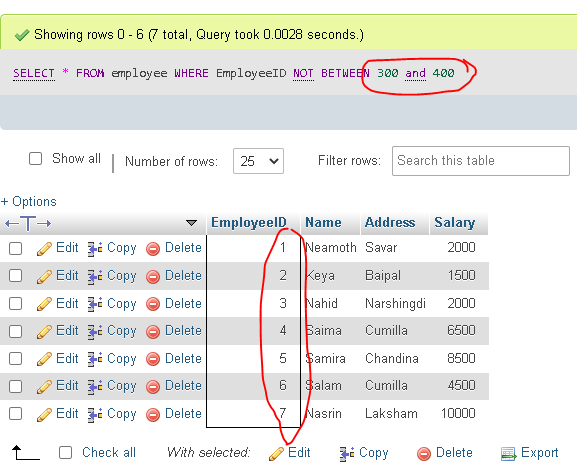 Showing rows 0 - 6 (7 total, Query took 0.0028 seconds.)
SELECT * FROM employee WHERE EmployeeID NOT BETWEEN 300 and 400
Show all Number of rows: 25 Filter rows: Search this table
+ Options
←T→ EmployeeID Name Address Salary
Edit Copy Delete 1 Neamoth Savar 2000
Edit Copy Delete 2 Keya Baipal 1500
Edit Copy Delete 3 Nahid Narshingdi 2000
Edit Copy Delete 4 Saima Cumilla 6500
Edit Copy Delete 5 Samira Chandina 8500
Edit Copy Delete 6 Salam Cumilla 4500
Edit Copy Delete 7 Nasrin Laksham 10000
Check all With selected: Edit Copy Delete Export